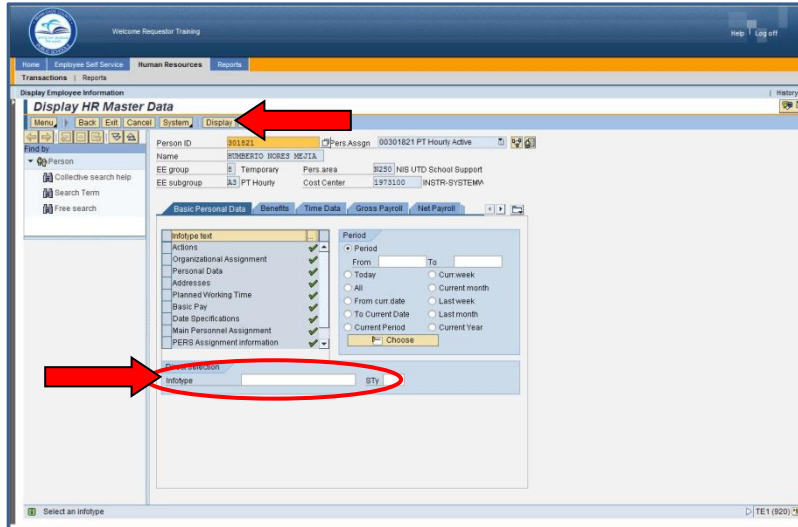 Welcome Requestor Training
Help Log off
Home Employee Self Service Human Resources Reports
Transactions | Reports
Display Employee Information | History
Display HR Master Data
Menu Back Exit Cancel System Display
Find by
Person
Collective search help
Search Term
Free search
Person ID 301821 Pers.Assgn 00301821 PT Hourly Active
Name HUMBERTO NORES MEJIA
EE group 8 Temporary Pers.area N250 NIS UTD School Support
EE subgroup A3 PT Hourly Cost Center 1973100 INSTR-SYSTEMW
Basic Personal Data Benefits Time Data Gross Payroll Net Payroll
Infotype text ...
Actions
Organizational Assignment
Personal Data
Addresses
Planned Working Time
Basic Pay
Date Specifications
Main Personnel Assignment
PERS Assignment information
Period
Period
From To
Today Curr.week
All Current month
From curr.date Last week
To Current Date Last month
Current Period Current Year
Choose
selection
Infotype STy
Select an infotype
TE1 (920)